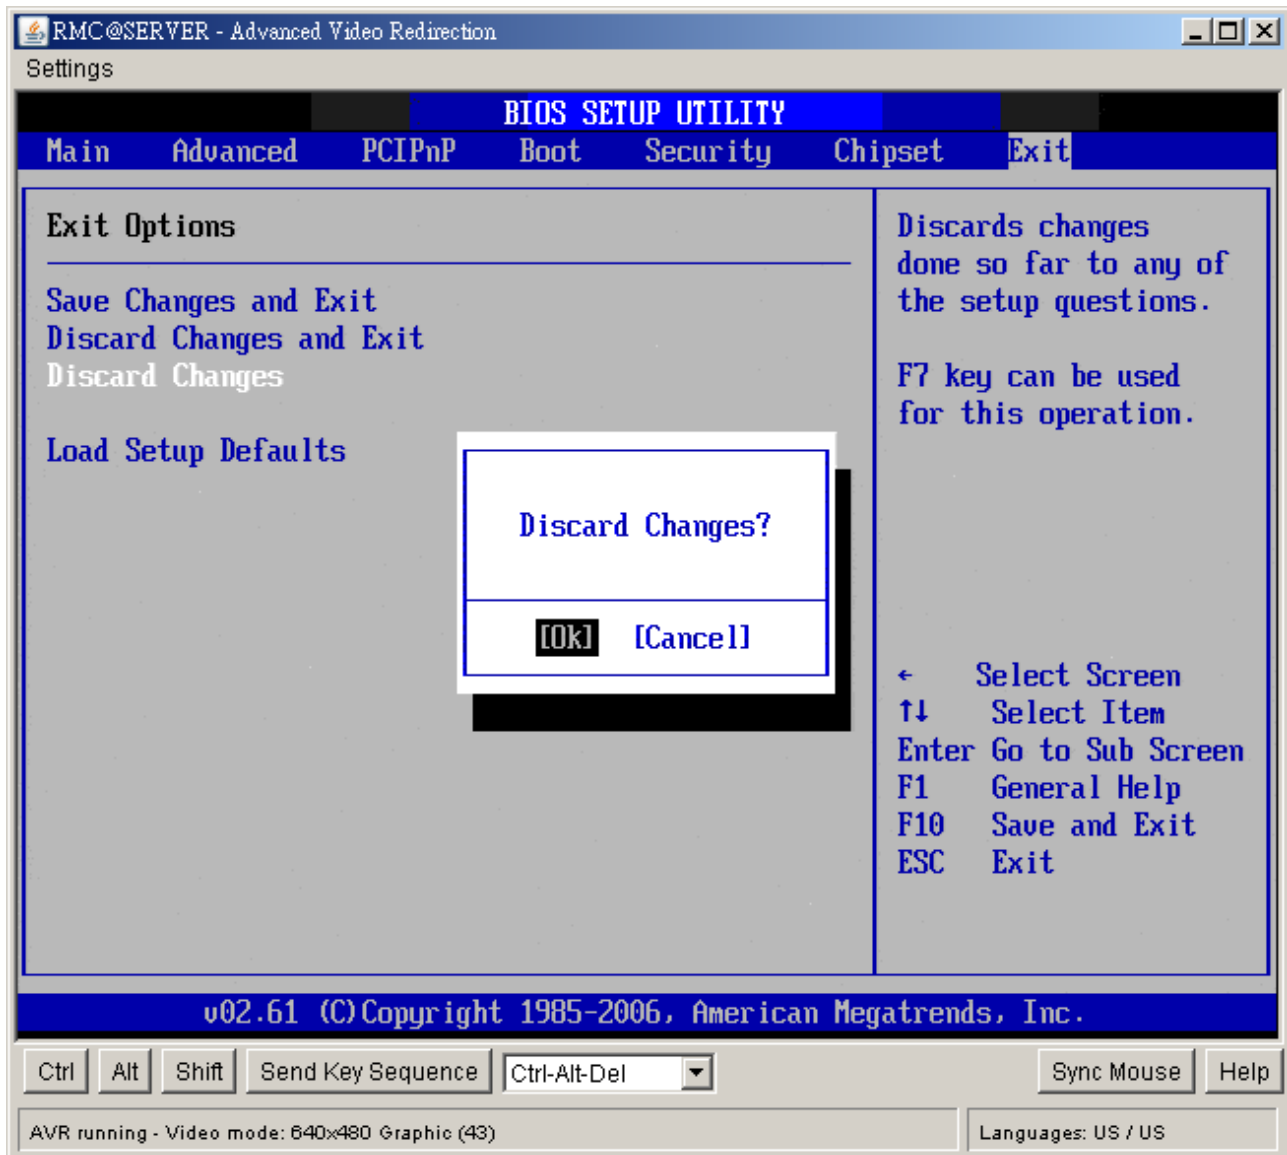 RMC@SERVER - Advanced Video Redirection
Settings
BIOS SETUP UTILITY
Main Advanced PCIPnP Boot Security Chipset Exit
Exit Options
Save Changes and Exit
Discard Changes and Exit
Discard Changes
Load Setup Defaults
Discard Changes?
[Ok] [Cancel]
Discards changes
done so far to any of
the setup questions.
F7 key can be used
for this operation.
← Select Screen
↑↓ Select Item
Enter Go to Sub Screen
F1 General Help
F10 Save and Exit
ESC Exit
v02.61 (C)Copyright 1985-2006, American Megatrends, Inc.
Ctrl Alt Shift Send Key Sequence Ctrl-Alt-Del Sync Mouse Help
AVR running - Video mode: 640x480 Graphic (43) Languages: US / US